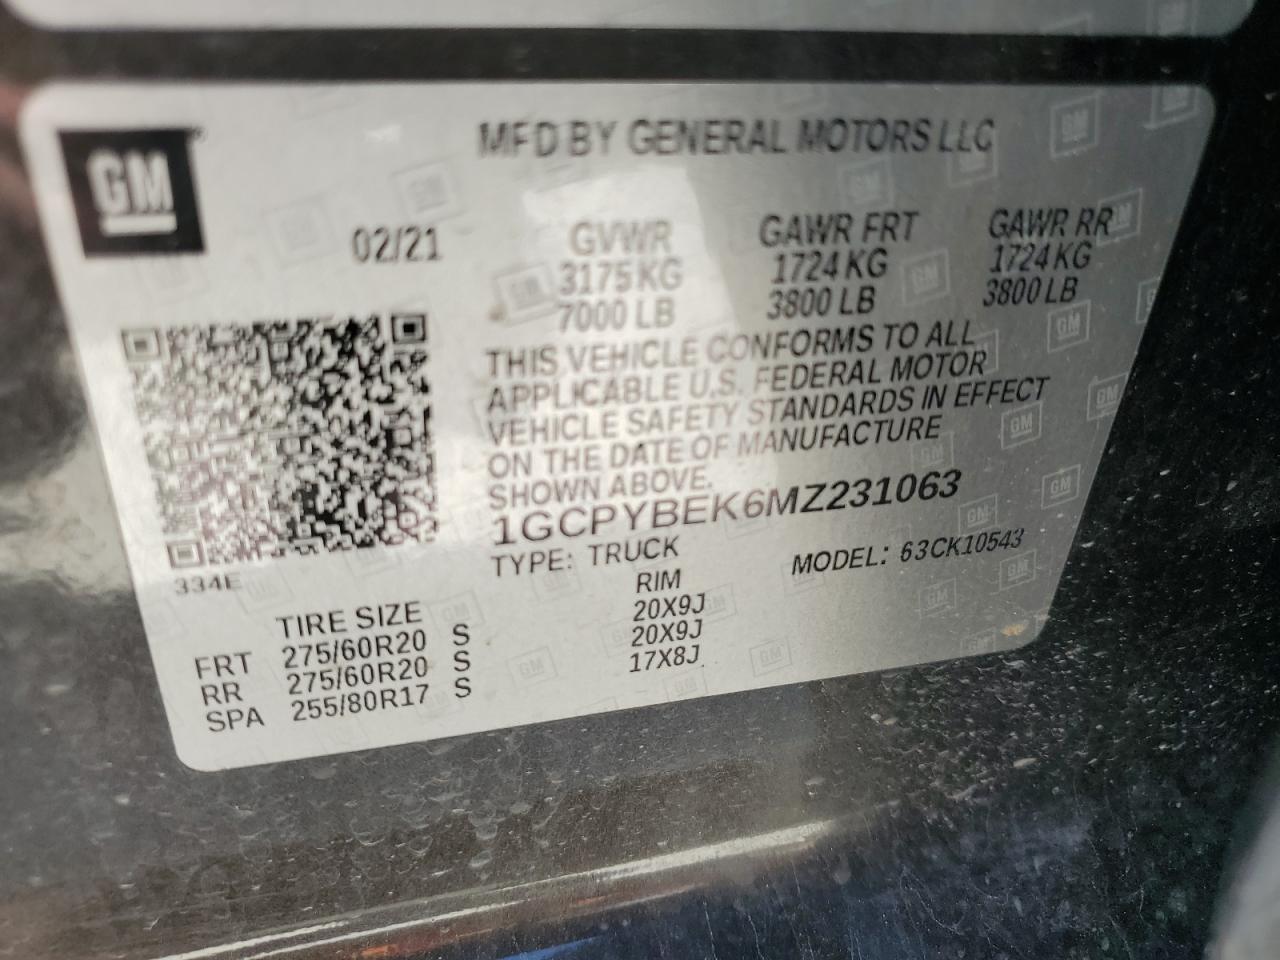 GM
MFD BY GENERAL MOTORS LLC
02/21 GVWR GAWR FRT GAWR RR
3175 KG 1724 KG 1724 KG
7000 LB 3800 LB 3800 LB
THIS VEHICLE CONFORMS TO ALL
APPLICABLE U.S. FEDERAL MOTOR
VEHICLE SAFETY STANDARDS IN EFFECT
ON THE DATE OF MANUFACTURE
SHOWN ABOVE.
1GCPYBEK6MZ231063
TYPE: TRUCK MODEL: 63CK10543
334E
TIRE SIZE RIM
FRT 275/60R20 S 20X9J
RR 275/60R20 S 20X9J
SPA 255/80R17 S 17X8J